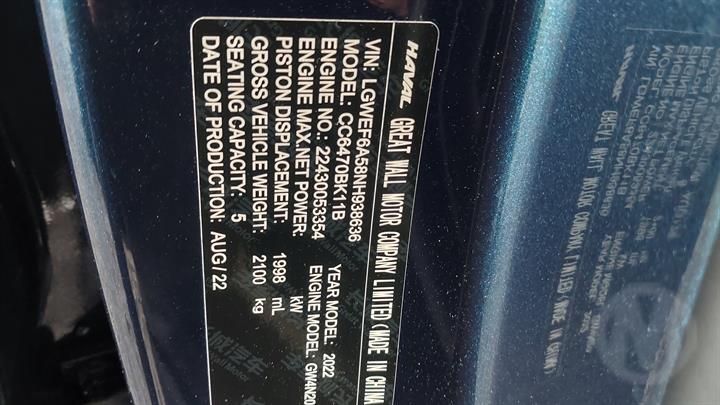 HAVAL GREAT WALL MOTOR COMPANY LIMITED (MADE IN CHINA
VIN: LGWEF6A58NH938636
MODEL: CC6470BK11B YEAR MODEL: 2022
ENGINE NO.: 22430053354 ENGINE MODEL: GW4N20
ENGINE MAX.NET POWER: kW
PISTON DISPLACEMENT: 1998 mL
GROSS VEHICLE WEIGHT: 2100 kg
SEATING CAPACITY: 5
DATE OF PRODUCTION: AUG/22